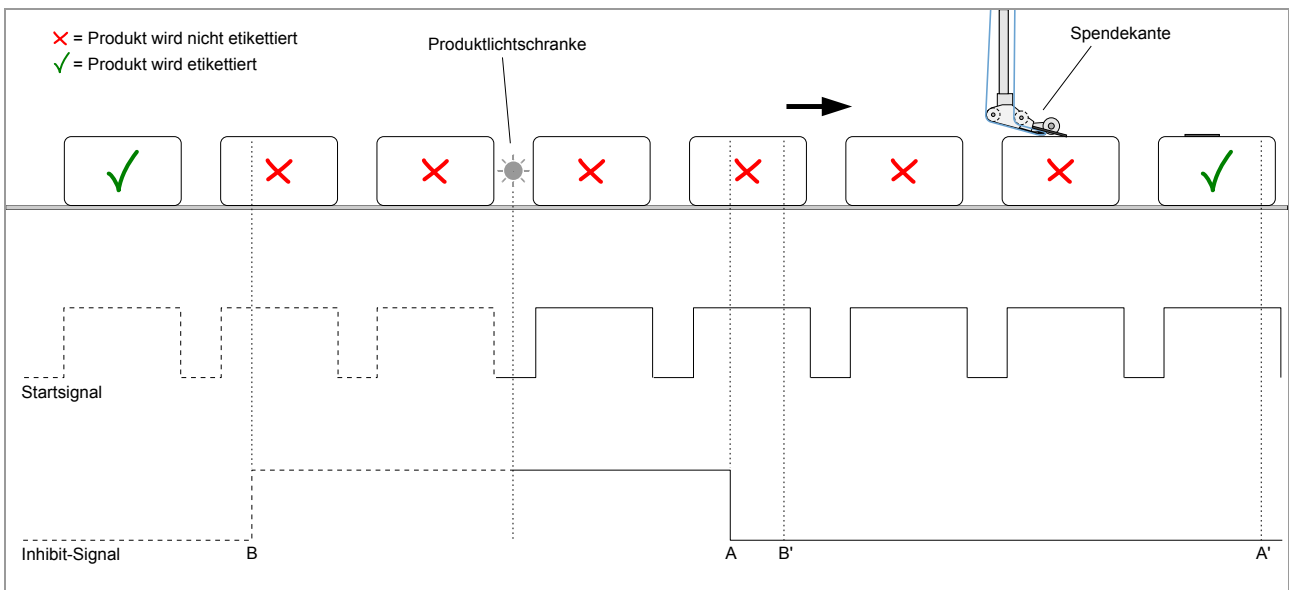 = Produkt wird nicht etikettiert
= Produkt wird etikettiert
Produktlichtschranke
Spendekante
Startsignal
Inhibit-Signal
B
A
B'
A'